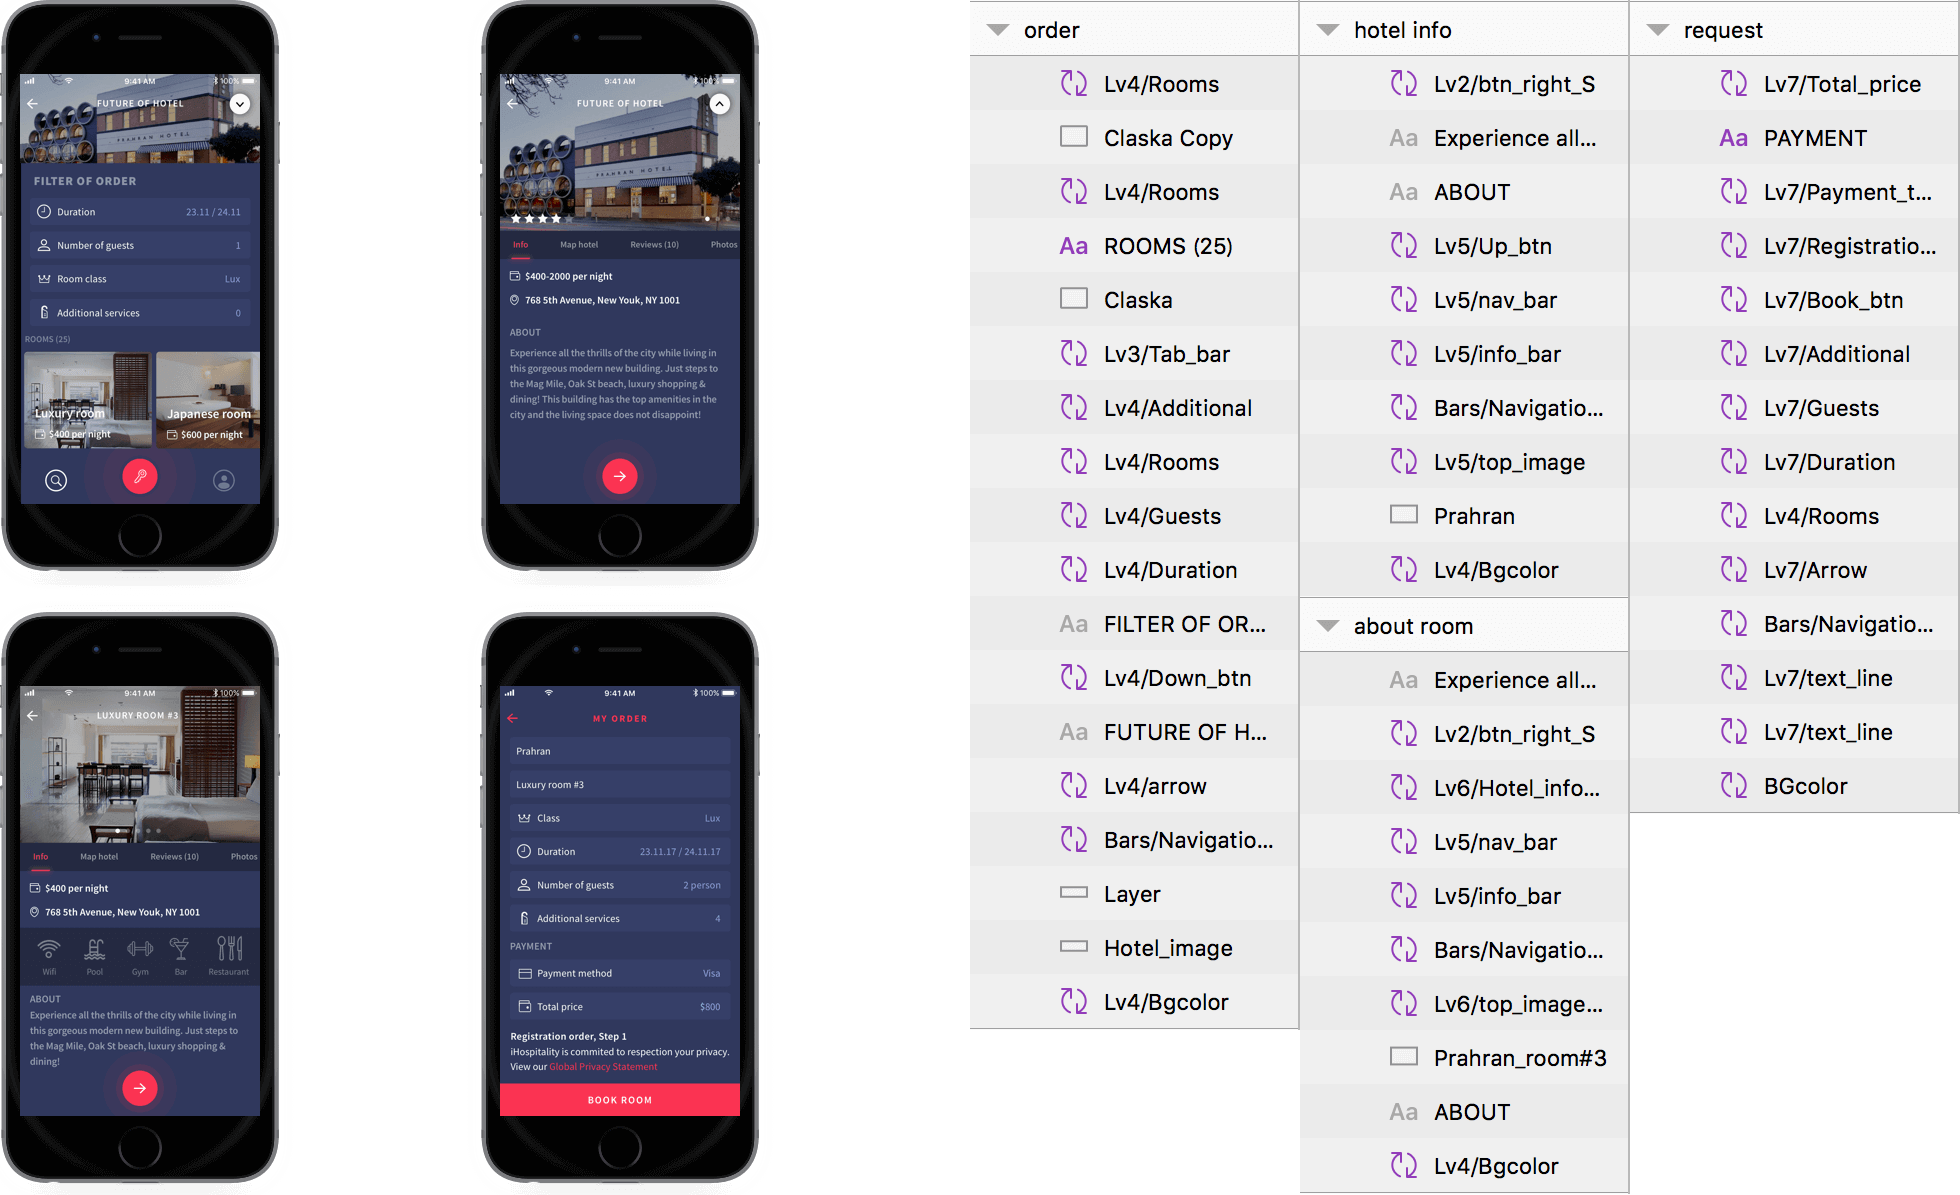 9:41 AM
100%
FUTURE OF HOTEL
PRAHRAN HOTEL
FILTER OF ORDER
Duration 23.11 / 24.11
Number of guests 1
Room class Lux
Additional services 0
ROOMS (25)
Luxury room
$400 per night
Japanese room
$600 per night
9:41 AM
100%
FUTURE OF HOTEL
PRAHRAN HOTEL
Info Map hotel Reviews (10) Photos
$400-2000 per night
768 5th Avenue, New Youk, NY 1001
ABOUT
Experience all the thrills of the city while living in
this gorgeous modern new building. Just steps to
the Mag Mile, Oak St beach, luxury shopping &
dining! This building has the top amenities in the
city and the living space does not disappoint!
9:41 AM
100%
LUXURY ROOM #3
Info Map hotel Reviews (10) Photos
$400 per night
768 5th Avenue, New Youk, NY 1001
Wifi Pool Gym Bar Restaurant
ABOUT
Experience all the thrills of the city while living in
this gorgeous modern new building. Just steps to
the Mag Mile, Oak St beach, luxury shopping &
dining!
9:41 AM
100%
MY ORDER
Prahran
Luxury room #3
Class Lux
Duration 23.11.17 / 24.11.17
Number of guests 2 person
Additional services 4
PAYMENT
Payment method Visa
Total price $800
Registration order, Step 1
iHospitality is commited to respection your privacy.
View our Global Privacy Statement
BOOK ROOM
order
Lv4/Rooms
Claska Copy
Lv4/Rooms
Aa ROOMS (25)
Claska
Lv3/Tab_bar
Lv4/Additional
Lv4/Rooms
Lv4/Guests
Lv4/Duration
Aa FILTER OF OR...
Lv4/Down_btn
Aa FUTURE OF H...
Lv4/arrow
Bars/Navigatio...
Layer
Hotel_image
Lv4/Bgcolor
hotel info
Lv2/btn_right_S
Aa Experience all...
Aa ABOUT
Lv5/Up_btn
Lv5/nav_bar
Lv5/info_bar
Bars/Navigatio...
Lv5/top_image
Prahran
Lv4/Bgcolor
about room
Aa Experience all...
Lv2/btn_right_S
Lv6/Hotel_info...
Lv5/nav_bar
Lv5/info_bar
Bars/Navigatio...
Lv6/top_image...
Prahran_room#3
Aa ABOUT
Lv4/Bgcolor
request
Lv7/Total_price
Aa PAYMENT
Lv7/Payment_t...
Lv7/Registratio...
Lv7/Book_btn
Lv7/Additional
Lv7/Guests
Lv7/Duration
Lv4/Rooms
Lv7/Arrow
Bars/Navigatio...
Lv7/text_line
Lv7/text_line
BGcolor